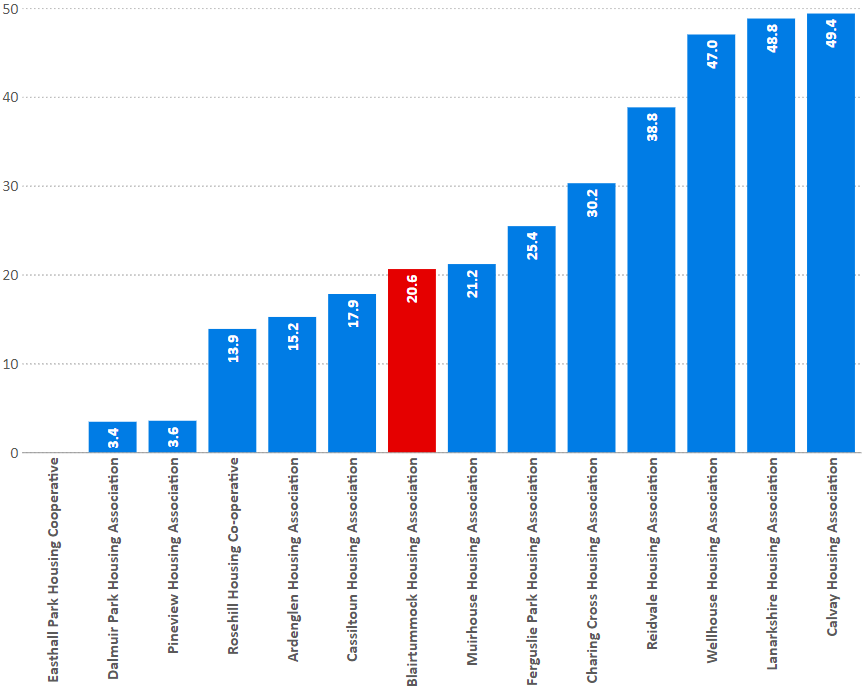 50
40
30
20
10
0
3.4
3.6
13.9
15.2
17.9
20.6
21.2
25.4
30.2
38.8
47.0
48.8
49.4
Easthall Park Housing Cooperative
Dalmuir Park Housing Association
Pineview Housing Association
Rosehill Housing Co-operative
Ardenglen Housing Association
Cassiltoun Housing Association
Blairtummock Housing Association
Muirhouse Housing Association
Ferguslie Park Housing Association
Charing Cross Housing Association
Reidvale Housing Association
Wellhouse Housing Association
Lanarkshire Housing Association
Calvay Housing Association